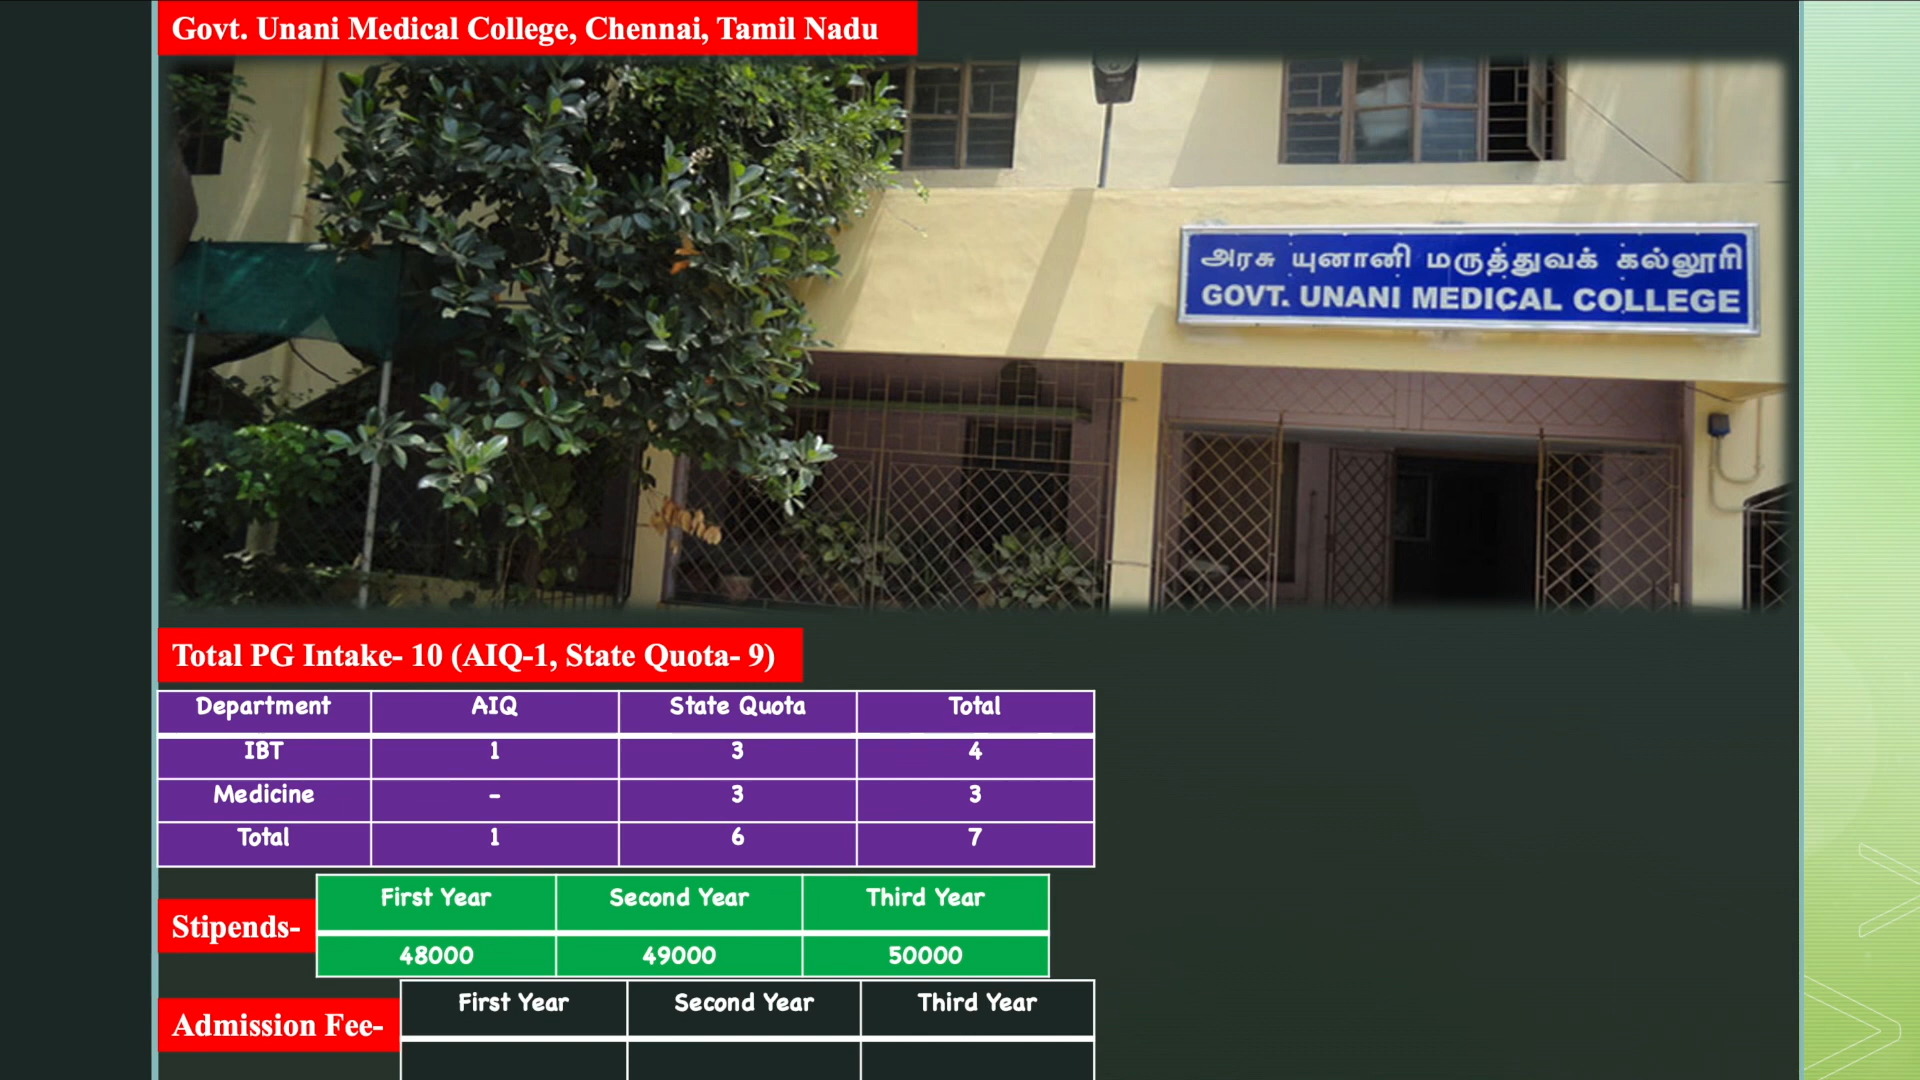 Govt. Unani Medical College, Chennai, Tamil Nadu
அரசு யுனானி மருத்துவக் கல்லூரி
GOVT. UNANI MEDICAL COLLEGE
Total PG Intake- 10 (AIQ-1, State Quota- 9)
Department AIQ State Quota Total
IBT 1 3 4
Medicine - 3 3
Total 1 6 7
Stipends-
First Year Second Year Third Year
48000 49000 50000
Admission Fee-
First Year Second Year Third Year